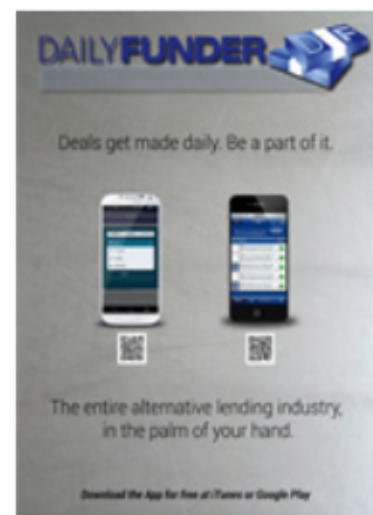 DAILYFUNDER
Deals get made daily. Be a part of it.
The entire alternative lending industry,
in the palm of your hand.
Download the App for free at iTunes or Google Play